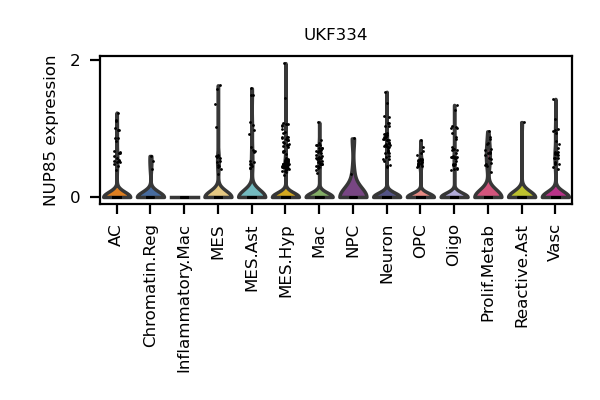 UKF334
NUP85 expression
2
0
AC
Chromatin.Reg
Inflammatory.Mac
MES
MES.Ast
MES.Hyp
Mac
NPC
Neuron
OPC
Oligo
Prolif.Metab
Reactive.Ast
Vasc